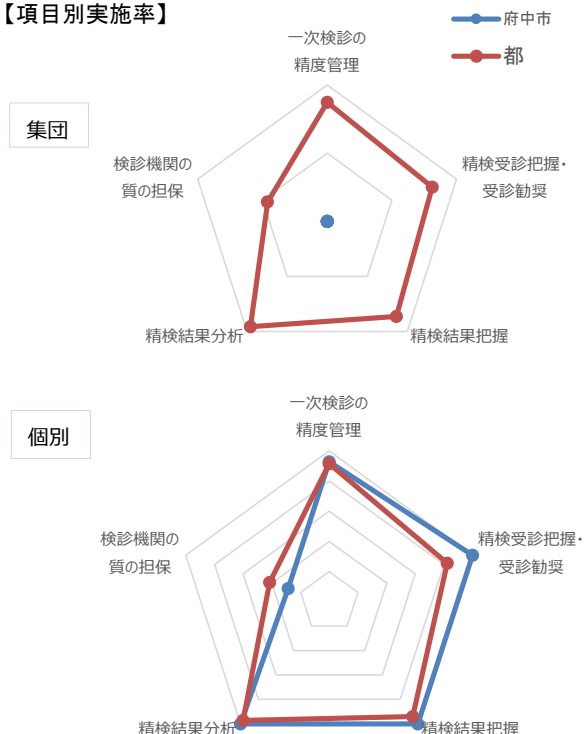 【項目別実施率】
府中市
都
集団
一次検診の
精度管理
精検受診把握・
受診勧奨
精検結果把握
精検結果分析
検診機関の
質の担保
個別
一次検診の
精度管理
精検受診把握・
受診勧奨
精検結果把握
精検結果分析
検診機関の
質の担保